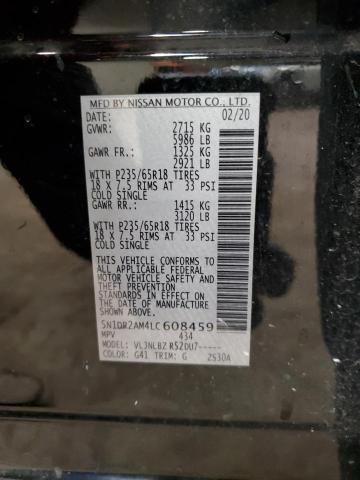 MFD BY NISSAN MOTOR CO., LTD.
DATE: 02/20
GVWR: 2715 KG
5986 LB
GAWR FR.: 1325 KG
2921 LB
WITH P235/65R18 TIRES
18 X 7.5 RIMS AT 33 PSI
COLD SINGLE
GAWR RR.: 1415 KG
3120 LB
WITH P235/65R18 TIRES
18 X 7.5 RIMS AT 33 PSI
COLD SINGLE
THIS VEHICLE CONFORMS TO ALL
APPLICABLE FEDERAL
MOTOR VEHICLE SAFETY
STANDARDS IN EFFECT ON
THE DATE OF MANUFACTURE
SHOWN ABOVE.
5N1DR2AM4LC608459
MPV 434
MODEL: VL3NLBZ R52DU7-----
COLOR: G41 TRIM: G 2S30A